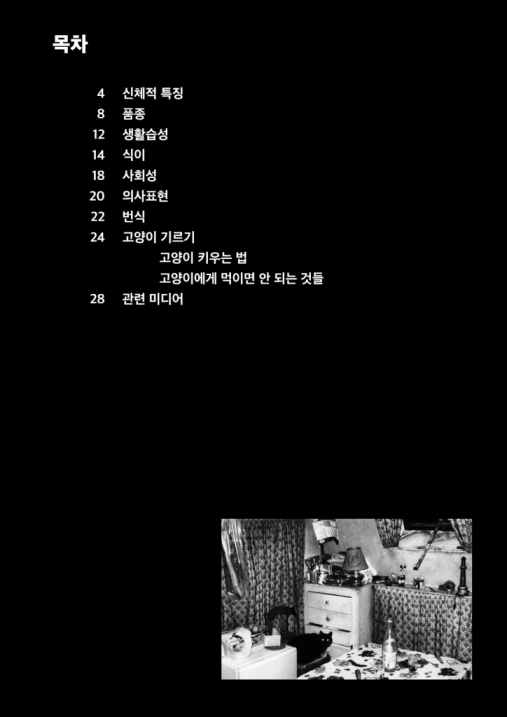 목차
4 신체적 특징
8 품종
12 생활습성
14 식이
18 사회성
20 의사표현
22 번식
24 고양이 기르기
고양이 키우는 법
고양이에게 먹이면 안 되는 것들
28 관련 미디어